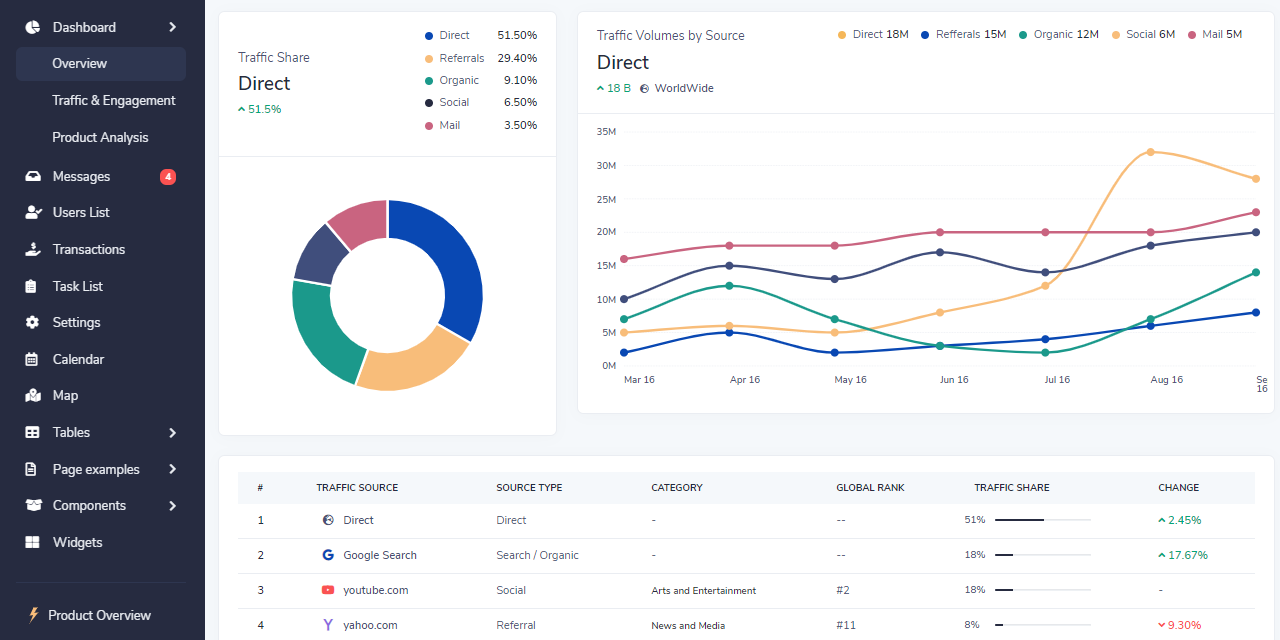 Dashboard
Overview
Traffic & Engagement
Product Analysis
Messages 4
Users List
Transactions
Task List
Settings
Calendar
Map
Tables
Page examples
Components
Widgets
Product Overview
Traffic Share
Direct
51.5%
Direct 51.50%
Referrals 29.40%
Organic 9.10%
Social 6.50%
Mail 3.50%
Traffic Volumes by Source
Direct
18 B WorldWide
Direct 18M Refferals 15M Organic 12M Social 6M Mail 5M
35M
30M
25M
20M
15M
10M
5M
0M
Mar 16 Apr 16 May 16 Jun 16 Jul 16 Aug 16 Se
16
# TRAFFIC SOURCE SOURCE TYPE CATEGORY GLOBAL RANK TRAFFIC SHARE CHANGE
1 Direct Direct - -- 51% 2.45%
2 Google Search Search / Organic - -- 18% 17.67%
3 youtube.com Social Arts and Entertainment #2 18% -
4 yahoo.com Referral News and Media #11 8% 9.30%